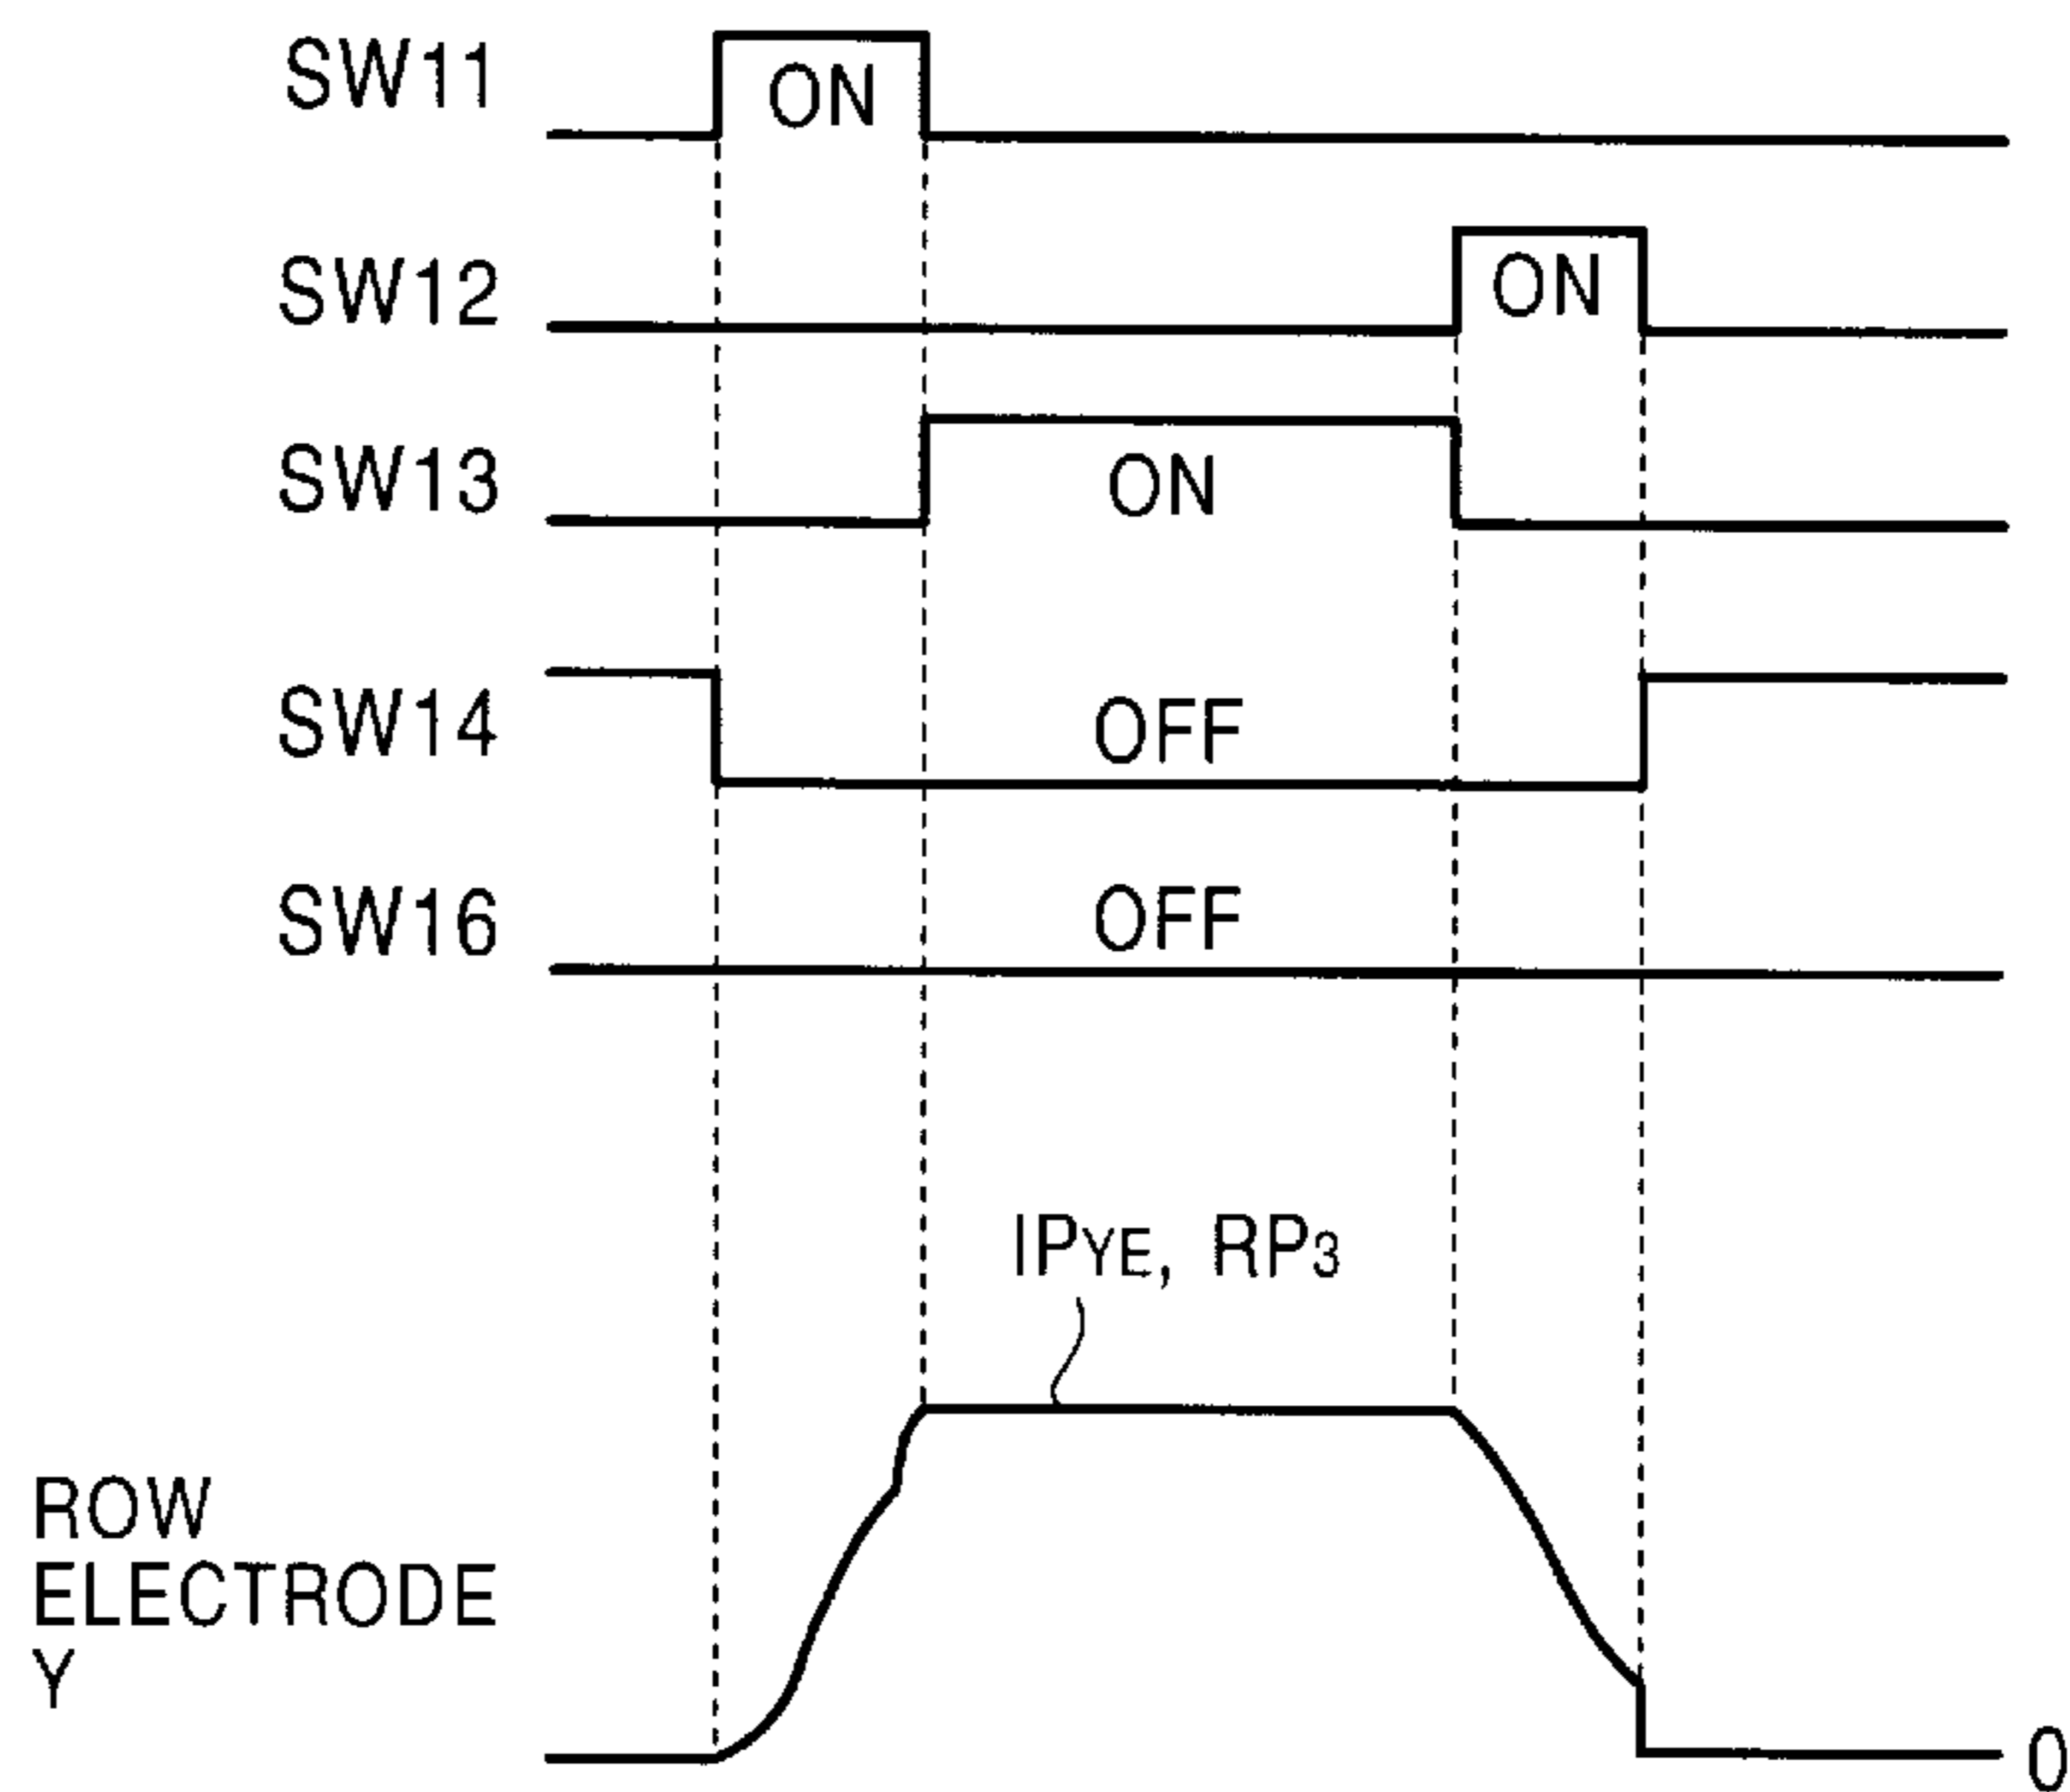 SW11
ON
SW12
ON
SW13
ON
SW14
OFF
SW16
OFF
IPYE, RP3
ROW
ELECTRODE
Y
0